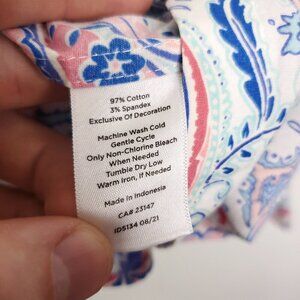 97% Cotton
3% Spandex
Exclusive Of Decoration
Machine Wash Cold
Gentle Cycle
Only Non-Chlorine Bleach
When Needed
Tumble Dry Low
Warm Iron, If Needed
Made In Indonesia
CA# 23147
ID5134 08/21